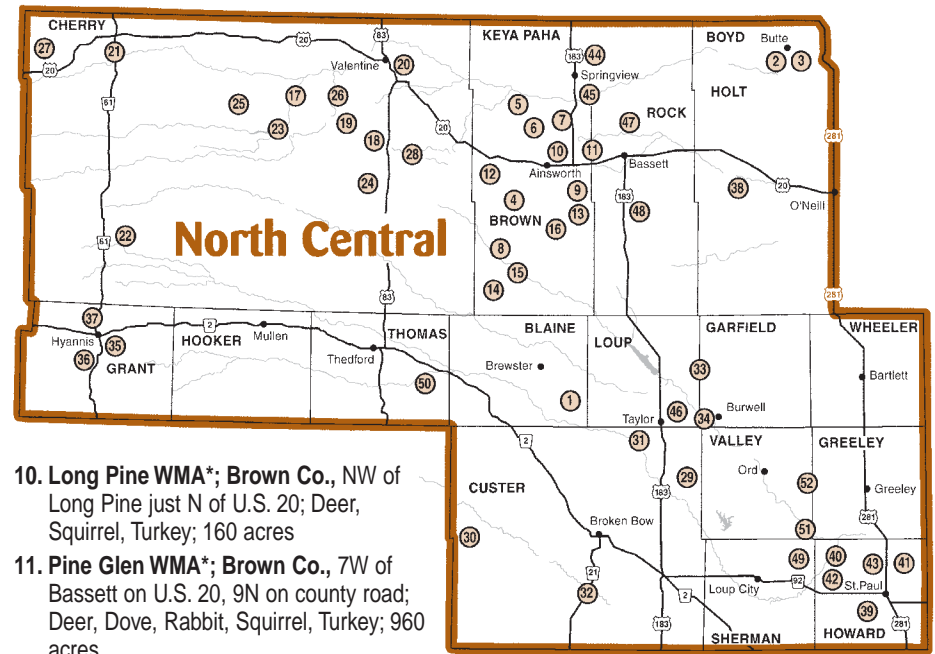 CHERRY
83
KEYA PAHA
BOYD
Butte
27
21
20
20
Valentine
20
183
44
Springview
2
3
61
25
17
26
5
45
HOLT
ROCK
23
19
6
7
47
18
20
28
10
11
281
24
12
Ainsworth
Bassett
9
183
38
20
4
O'Neill
BROWN
13
48
61
22
North Central
16
8
15
14
83
281
37
2
THOMAS
BLAINE
LOUP
GARFIELD
WHEELER
Hyannis
35
HOOKER
Mullen
36
GRANT
Thedford
Brewster
33
Bartlett
50
1
46
34
Burwell
Taylor
31
2
VALLEY
GREELEY
29
Ord
52
Greeley
CUSTER
183
281
30
Broken Bow
51
49
40
43
41
21
Loup City
92
42
St.Paul
32
2
39
183
281
SHERMAN
HOWARD
10. Long Pine WMA*; Brown Co., NW of
Long Pine just N of U.S. 20; Deer,
Squirrel, Turkey; 160 acres
11. Pine Glen WMA*; Brown Co., 7W of
Bassett on U.S. 20, 9N on county road;
Deer, Dove, Rabbit, Squirrel, Turkey; 960
acres